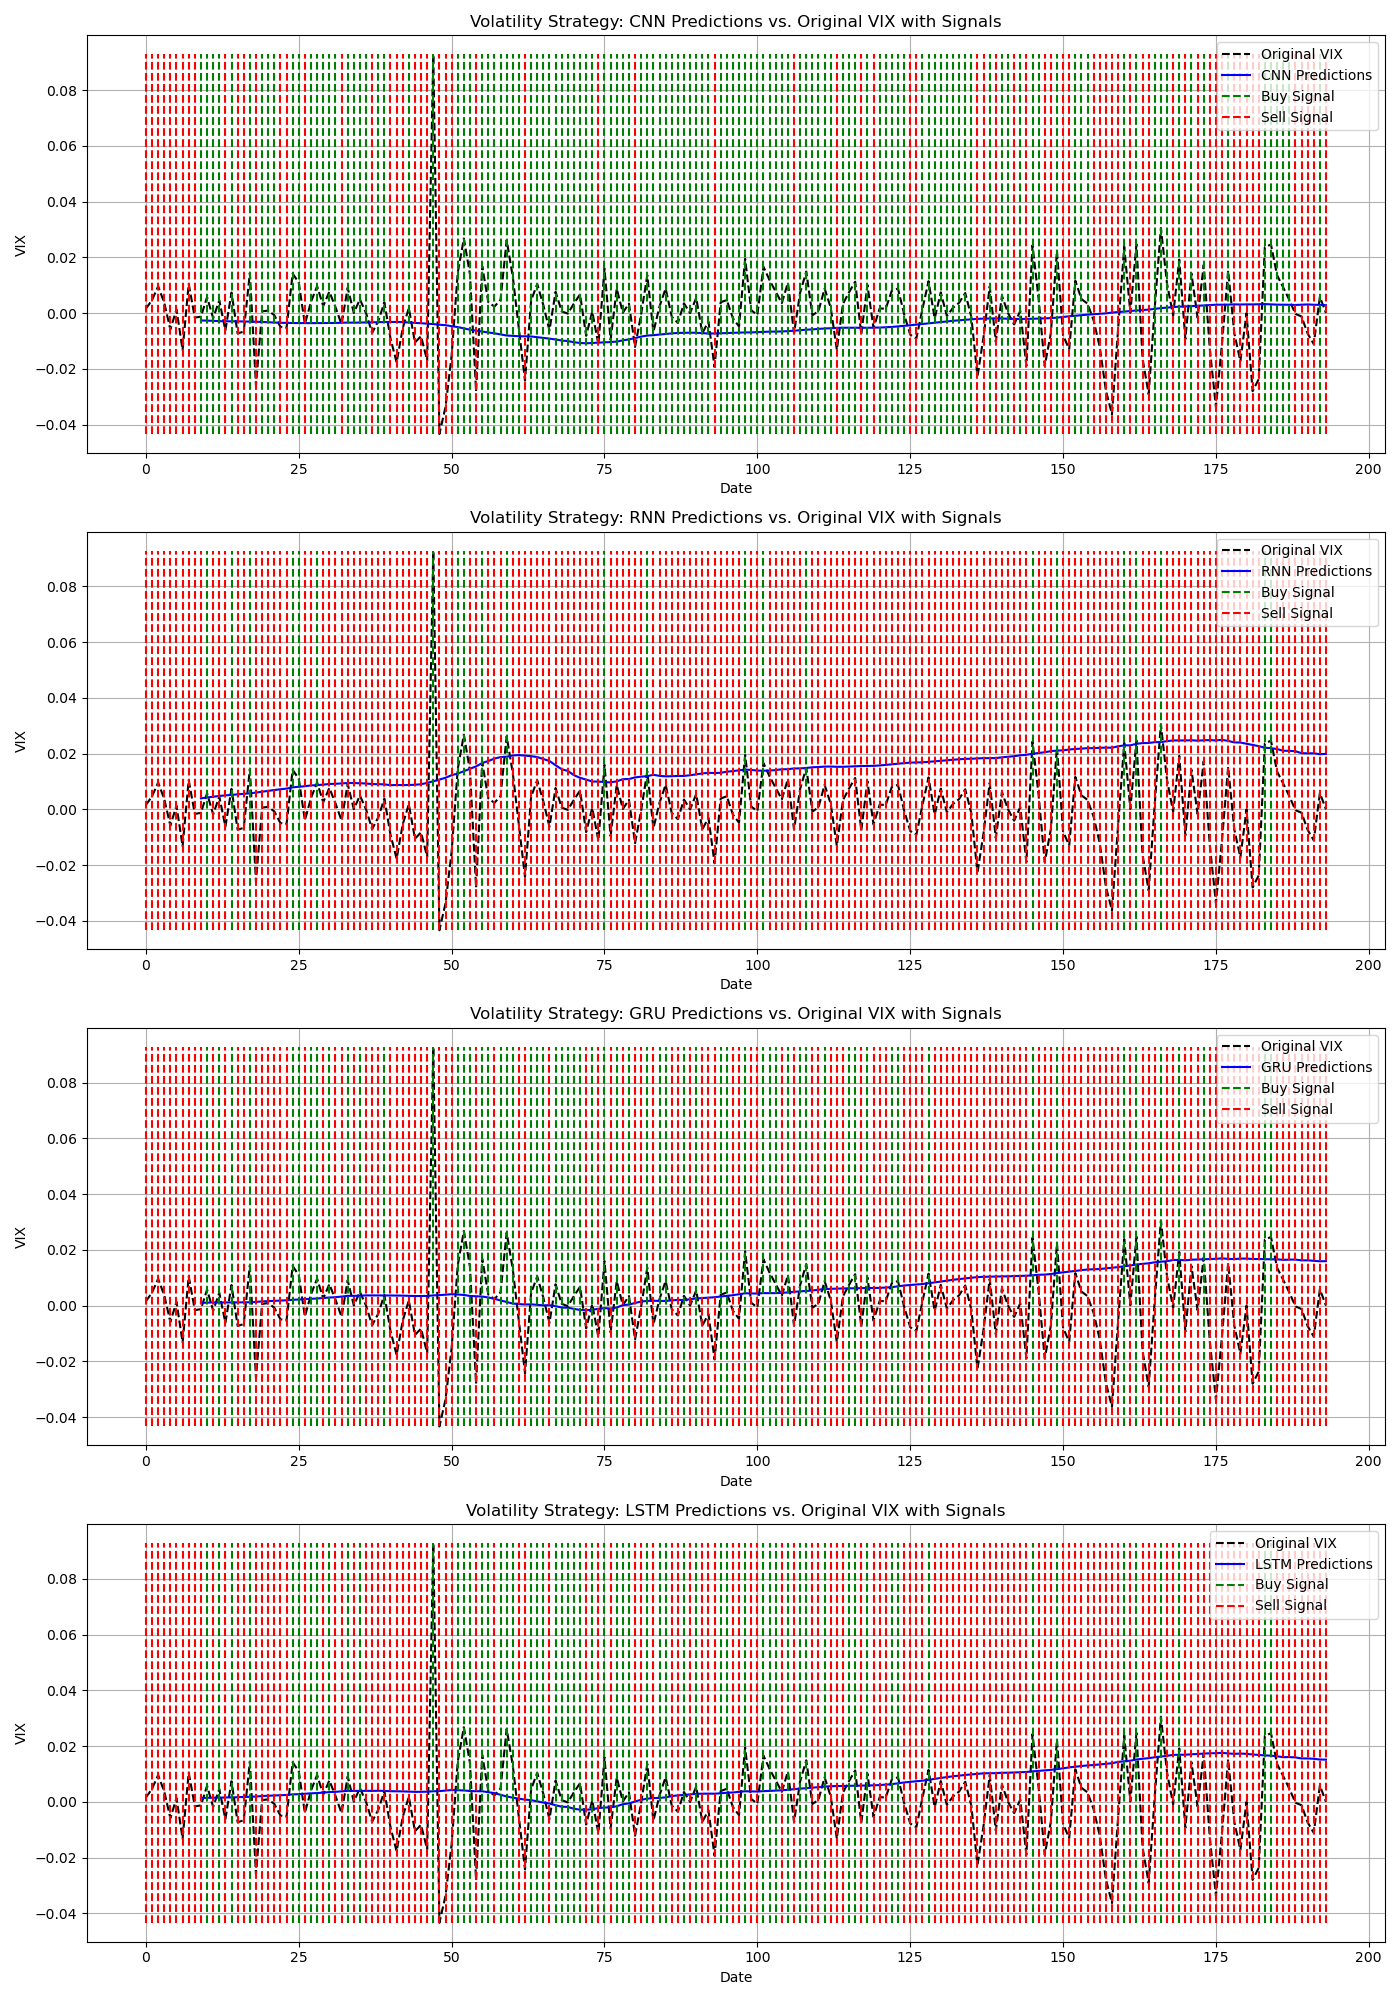 Volatility Strategy: CNN Predictions vs. Original VIX with Signals
Original VIX
CNN Predictions
Buy Signal
Sell Signal
0.08
0.06
0.04
0.02
0.00
−0.02
−0.04
VIX
0
25
50
75
100
125
150
175
200
Date
Volatility Strategy: RNN Predictions vs. Original VIX with Signals
Original VIX
RNN Predictions
Buy Signal
Sell Signal
0.08
0.06
0.04
0.02
0.00
−0.02
−0.04
VIX
0
25
50
75
100
125
150
175
200
Date
Volatility Strategy: GRU Predictions vs. Original VIX with Signals
Original VIX
GRU Predictions
Buy Signal
Sell Signal
0.08
0.06
0.04
0.02
0.00
−0.02
−0.04
VIX
0
25
50
75
100
125
150
175
200
Date
Volatility Strategy: LSTM Predictions vs. Original VIX with Signals
Original VIX
LSTM Predictions
Buy Signal
Sell Signal
0.08
0.06
0.04
0.02
0.00
−0.02
−0.04
VIX
0
25
50
75
100
125
150
175
200
Date